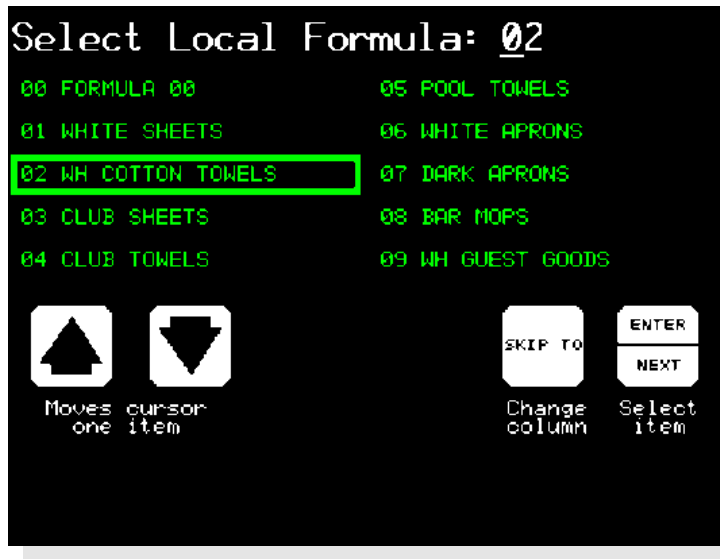 Select Local Formula: 02
00 FORMULA 00
01 WHITE SHEETS
02 WH COTTON TOWELS
03 CLUB SHEETS
04 CLUB TOWELS
05 POOL TOWELS
06 WHITE APRONS
07 DARK APRONS
08 BAR MOPS
09 WH GUEST GOODS
Moves cursor
one item
SKIP TO
Change
column
ENTER
NEXT
Select
item